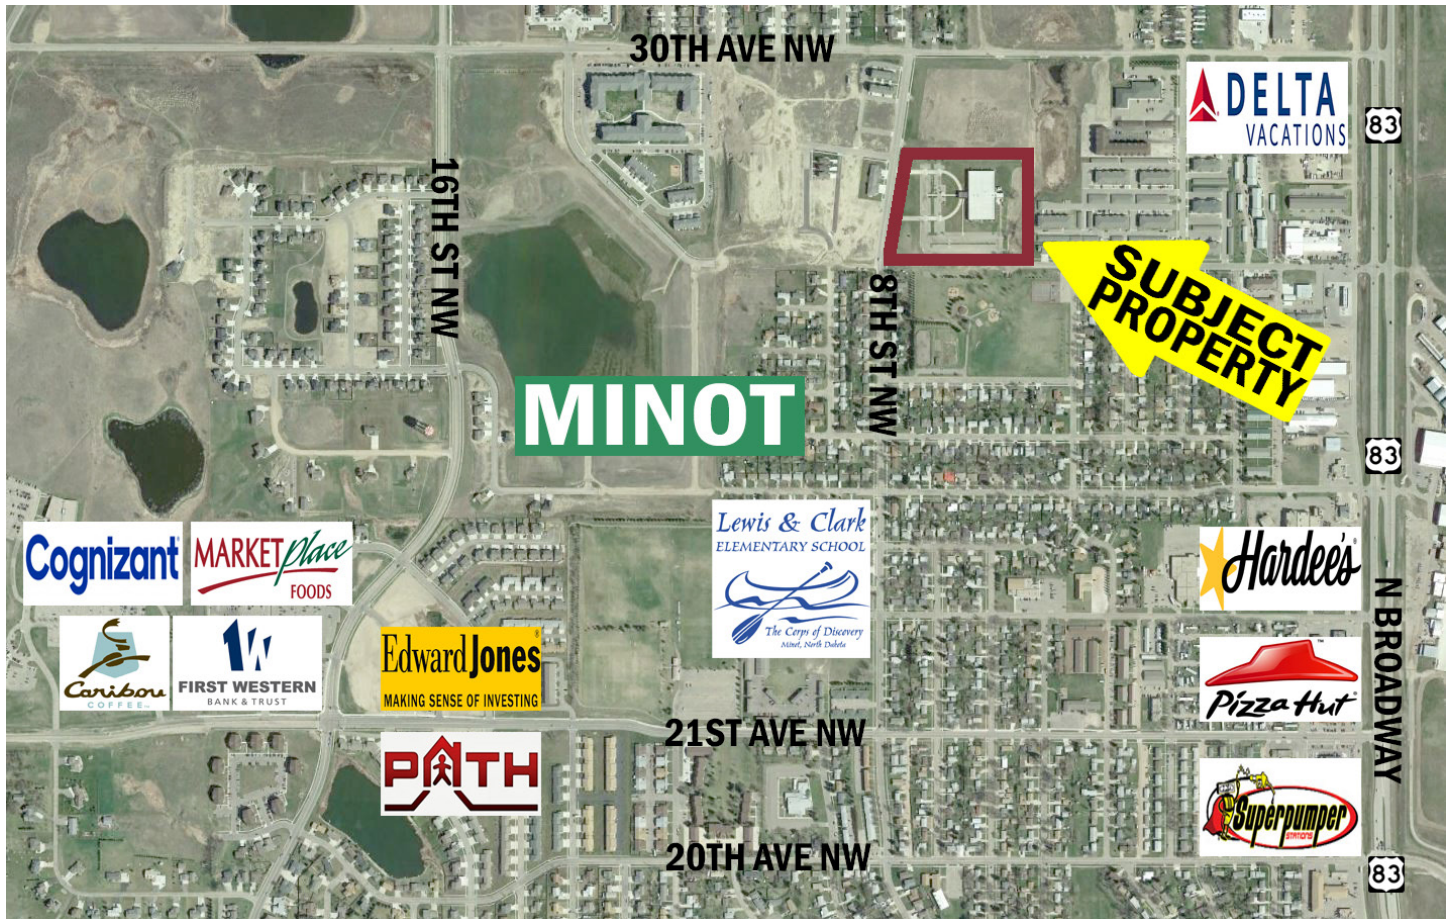 30TH AVE NW
DELTA
VACATIONS
83
16TH ST NW
8TH ST NW
SUBJECT
PROPERTY
MINOT
83
Cognizant
MARKETplace
FOODS
Lewis & Clark
ELEMENTARY SCHOOL
The Corps of Discovery
Minot, North Dakota
Hardee's
N BROADWAY
Caribou
COFFEE
FIRST WESTERN
BANK & TRUST
Edward Jones
MAKING SENSE OF INVESTING
Pizza Hut
21ST AVE NW
PATH
Superpumper
STATIONS
20TH AVE NW
83